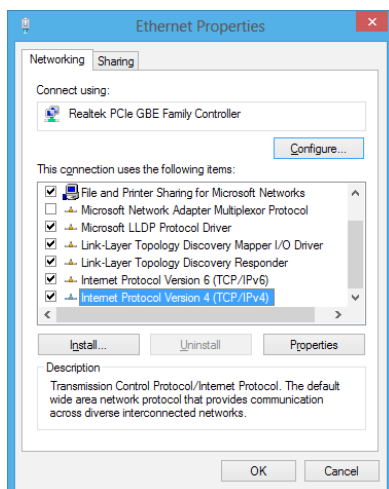 Ethernet Properties
Networking
Sharing
Connect using:
Realtek PCIe GBE Family Controller
Configure...
This connection uses the following items:
File and Printer Sharing for Microsoft Networks
Microsoft Network Adapter Multiplexor Protocol
Microsoft LLDP Protocol Driver
Link-Layer Topology Discovery Mapper I/O Driver
Link-Layer Topology Discovery Responder
Internet Protocol Version 6 (TCP/IPv6)
Internet Protocol Version 4 (TCP/IPv4)
Install...
Uninstall
Properties
Description
Transmission Control Protocol/Internet Protocol. The default
wide area network protocol that provides communication
across diverse interconnected networks.
OK
Cancel